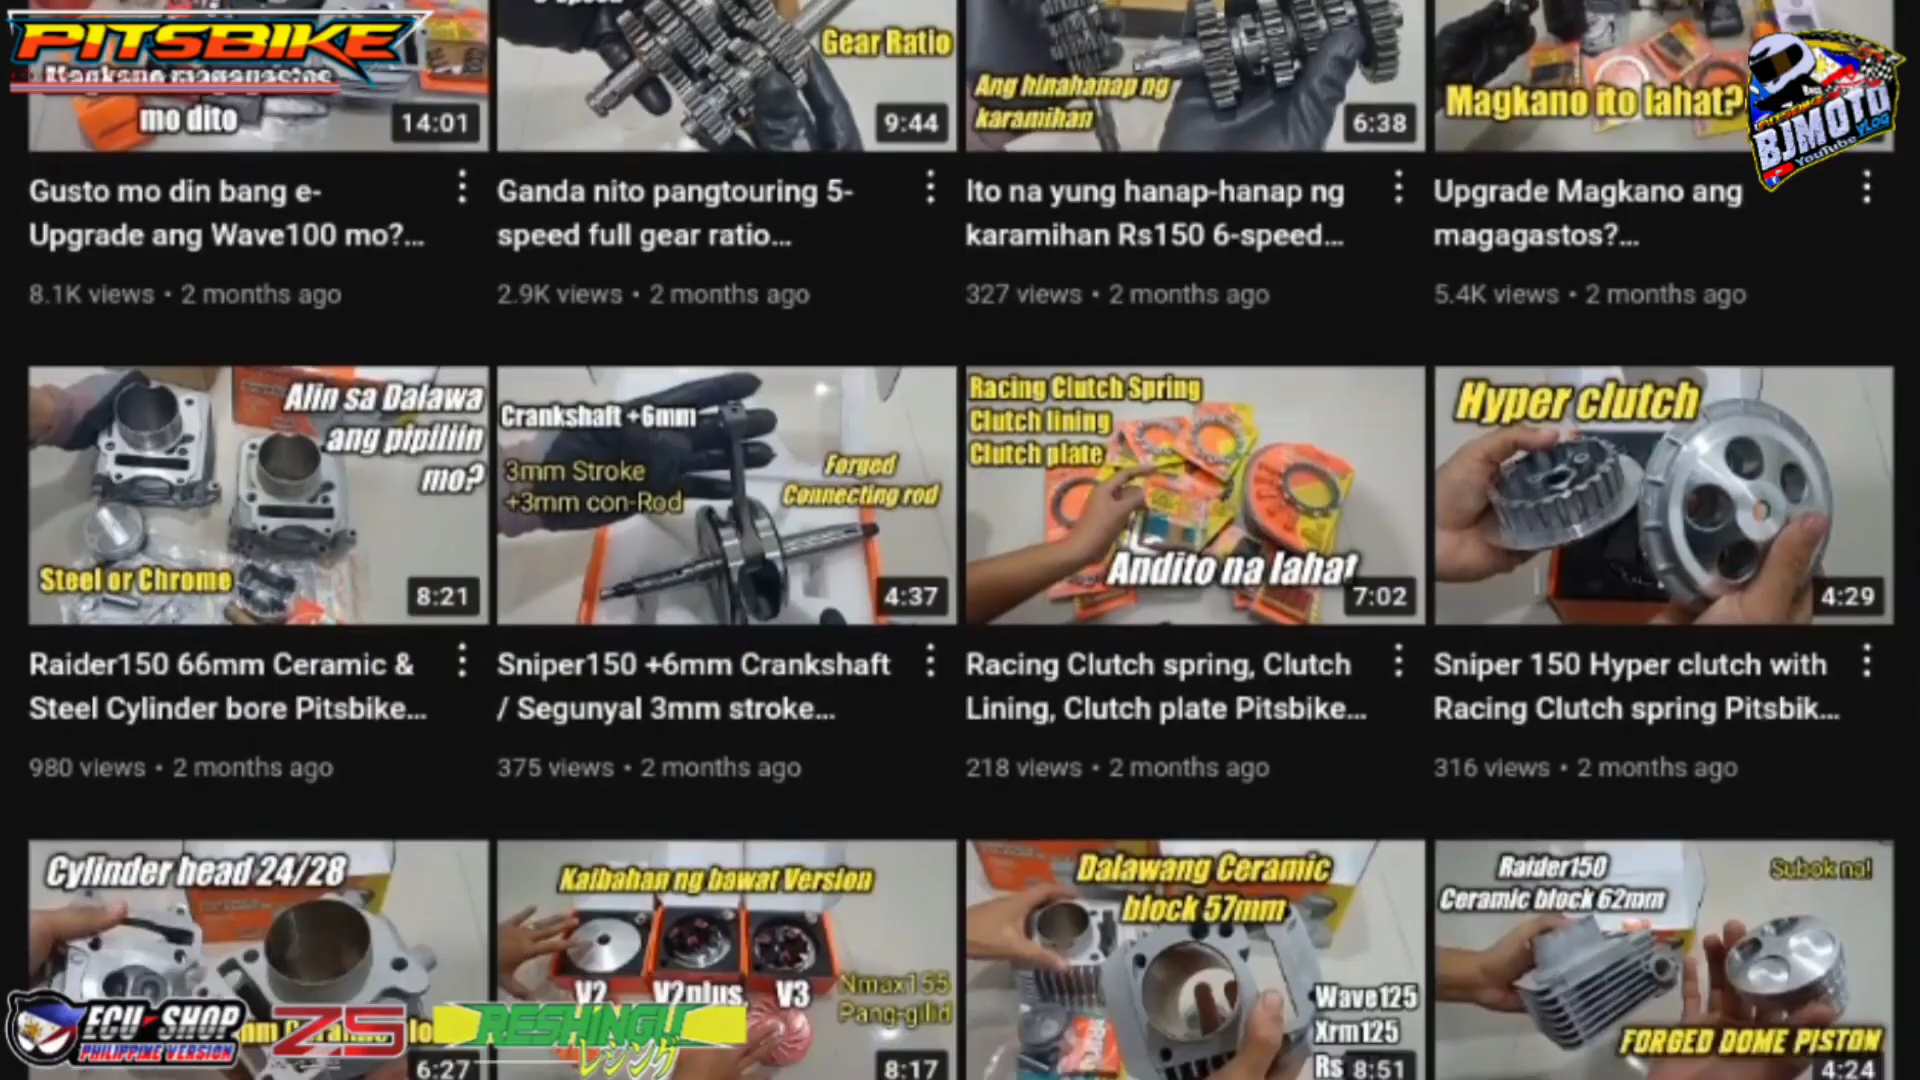 PITSBIKE
mo dito
14:01
Gear Ratio
9:44
Ang hinahanap ng
karamihan
6:38
Magkano ito lahat?
BJMOTO
VLOG
YouTube
Gusto mo din bang e-
Upgrade ang Wave100 mo?...
8.1K views • 2 months ago
Ganda nito pangtouring 5-
speed full gear ratio...
2.9K views • 2 months ago
Ito na yung hanap-hanap ng
karamihan Rs150 6-speed...
327 views • 2 months ago
Upgrade Magkano ang
magagastos?...
5.4K views • 2 months ago
Alin sa Dalawa
ang pipiliin
mo?
Steel or Chrome
8:21
Crankshaft +6mm
3mm Stroke
+3mm con-Rod
Forged
Connecting rod
4:37
Racing Clutch Spring
Clutch lining
Clutch plate
Andito na lahat
7:02
Hyper clutch
4:29
Raider150 66mm Ceramic &
Steel Cylinder bore Pitsbike...
980 views • 2 months ago
Sniper150 +6mm Crankshaft
/ Segunyal 3mm stroke...
375 views • 2 months ago
Racing Clutch spring, Clutch
Lining, Clutch plate Pitsbike...
218 views • 2 months ago
Sniper 150 Hyper clutch with
Racing Clutch spring Pitsbik...
316 views • 2 months ago
Cylinder head 24/28
6:27
Kaibahan ng bawat Version
V2 V2plus V3
Nmax155
Pang-gilid
8:17
Dalawang Ceramic
block 57mm
Wave125
Xrm125
Rs
8:51
Raider150
Ceramic block 62mm
Subok na!
FORGED DOME PISTON
4:24
ECU SHOP
PHILIPPINE VERSION
ZS
RESHINGU
レシング